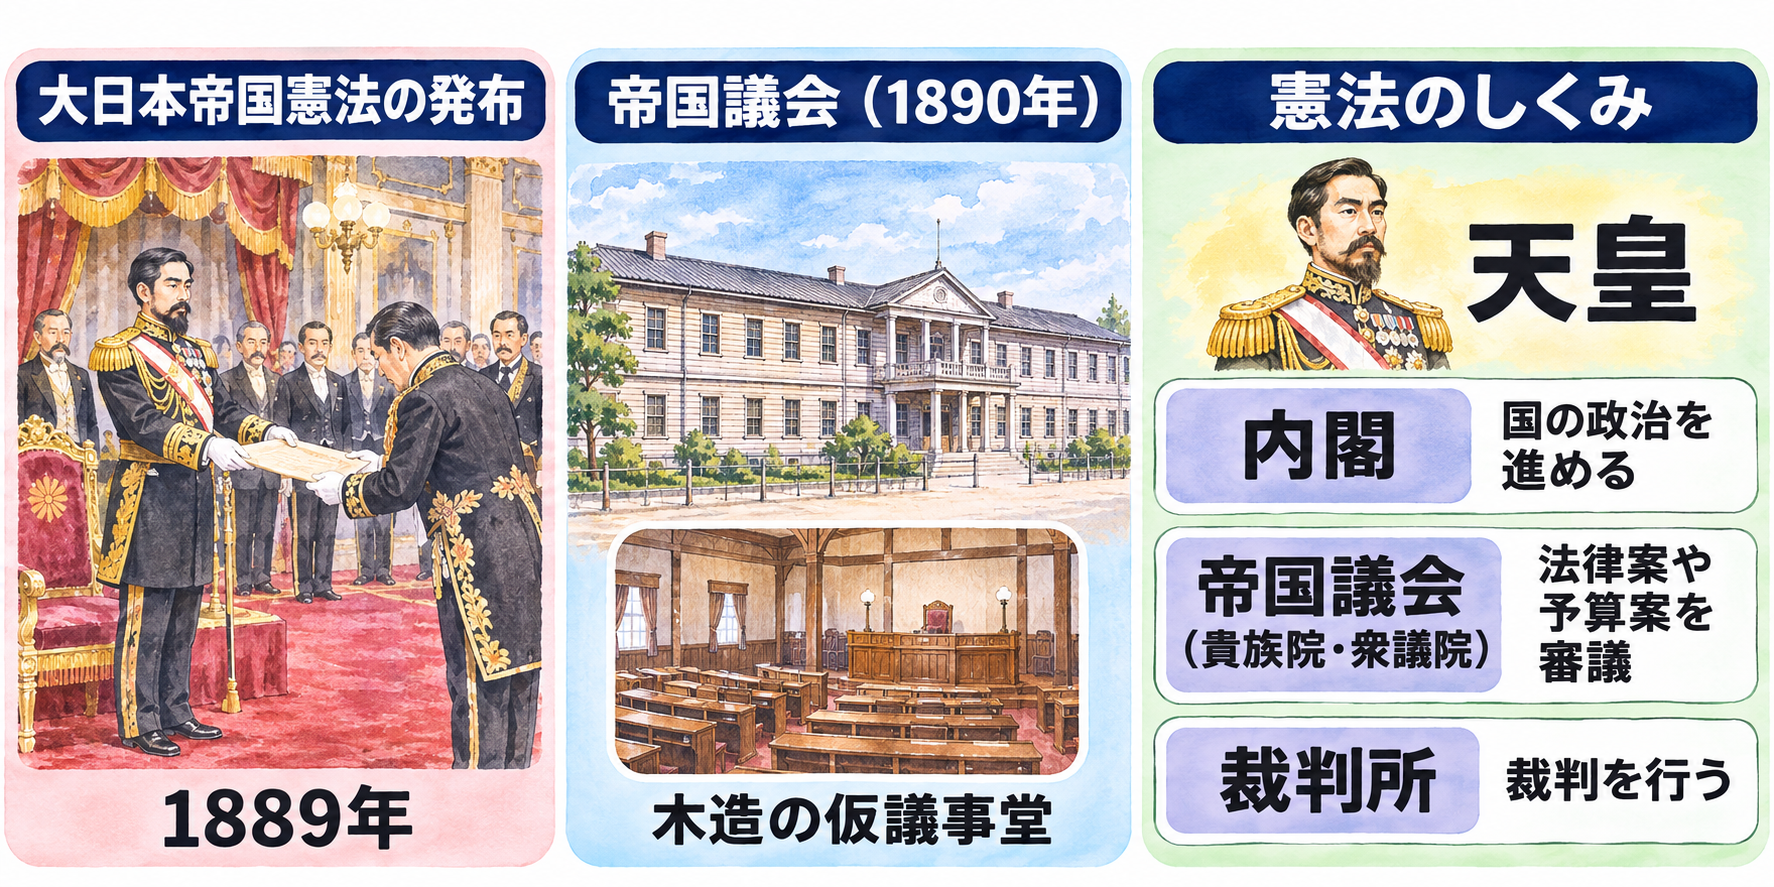 大日本帝国憲法の発布
1889年
帝国議会（1890年）
木造の仮議事堂
憲法のしくみ
天皇
内閣
国の政治を
進める
帝国議会
（貴族院・衆議院）
法律案や
予算案を
審議
裁判所
裁判を行う